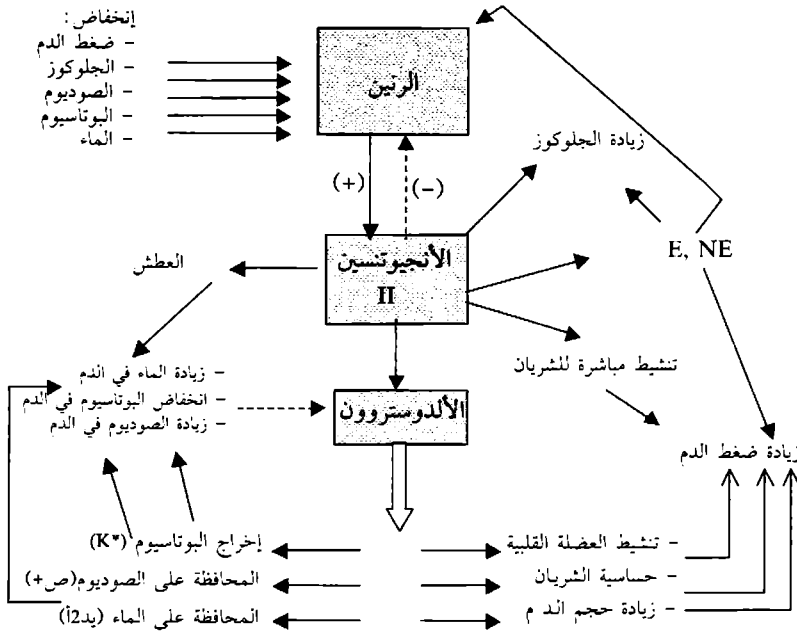 إنخفاض:
– ضغط الدم
– الجلوكوز
– الصوديوم
– البوتاسيوم
– الماء
الرنين
زيادة الجلوكوز
(+)
(–)
E, NE
الأنجيوتنسين
II
العطش
تنشيط مباشرة للشريان
– زيادة الماء في الدم
– انخفاض البوتاسيوم في الدم
– زيادة الصوديوم في الدم
الألدوستروون
زيادة ضغط الدم
إخراج البوتاسيوم (K*)
المحافظة على الصوديوم(ص+)
المحافظة على الماء (يد2أ)
– تنشيط العضلة القلبية
– حساسية الشريان
– زيادة حجم الد م